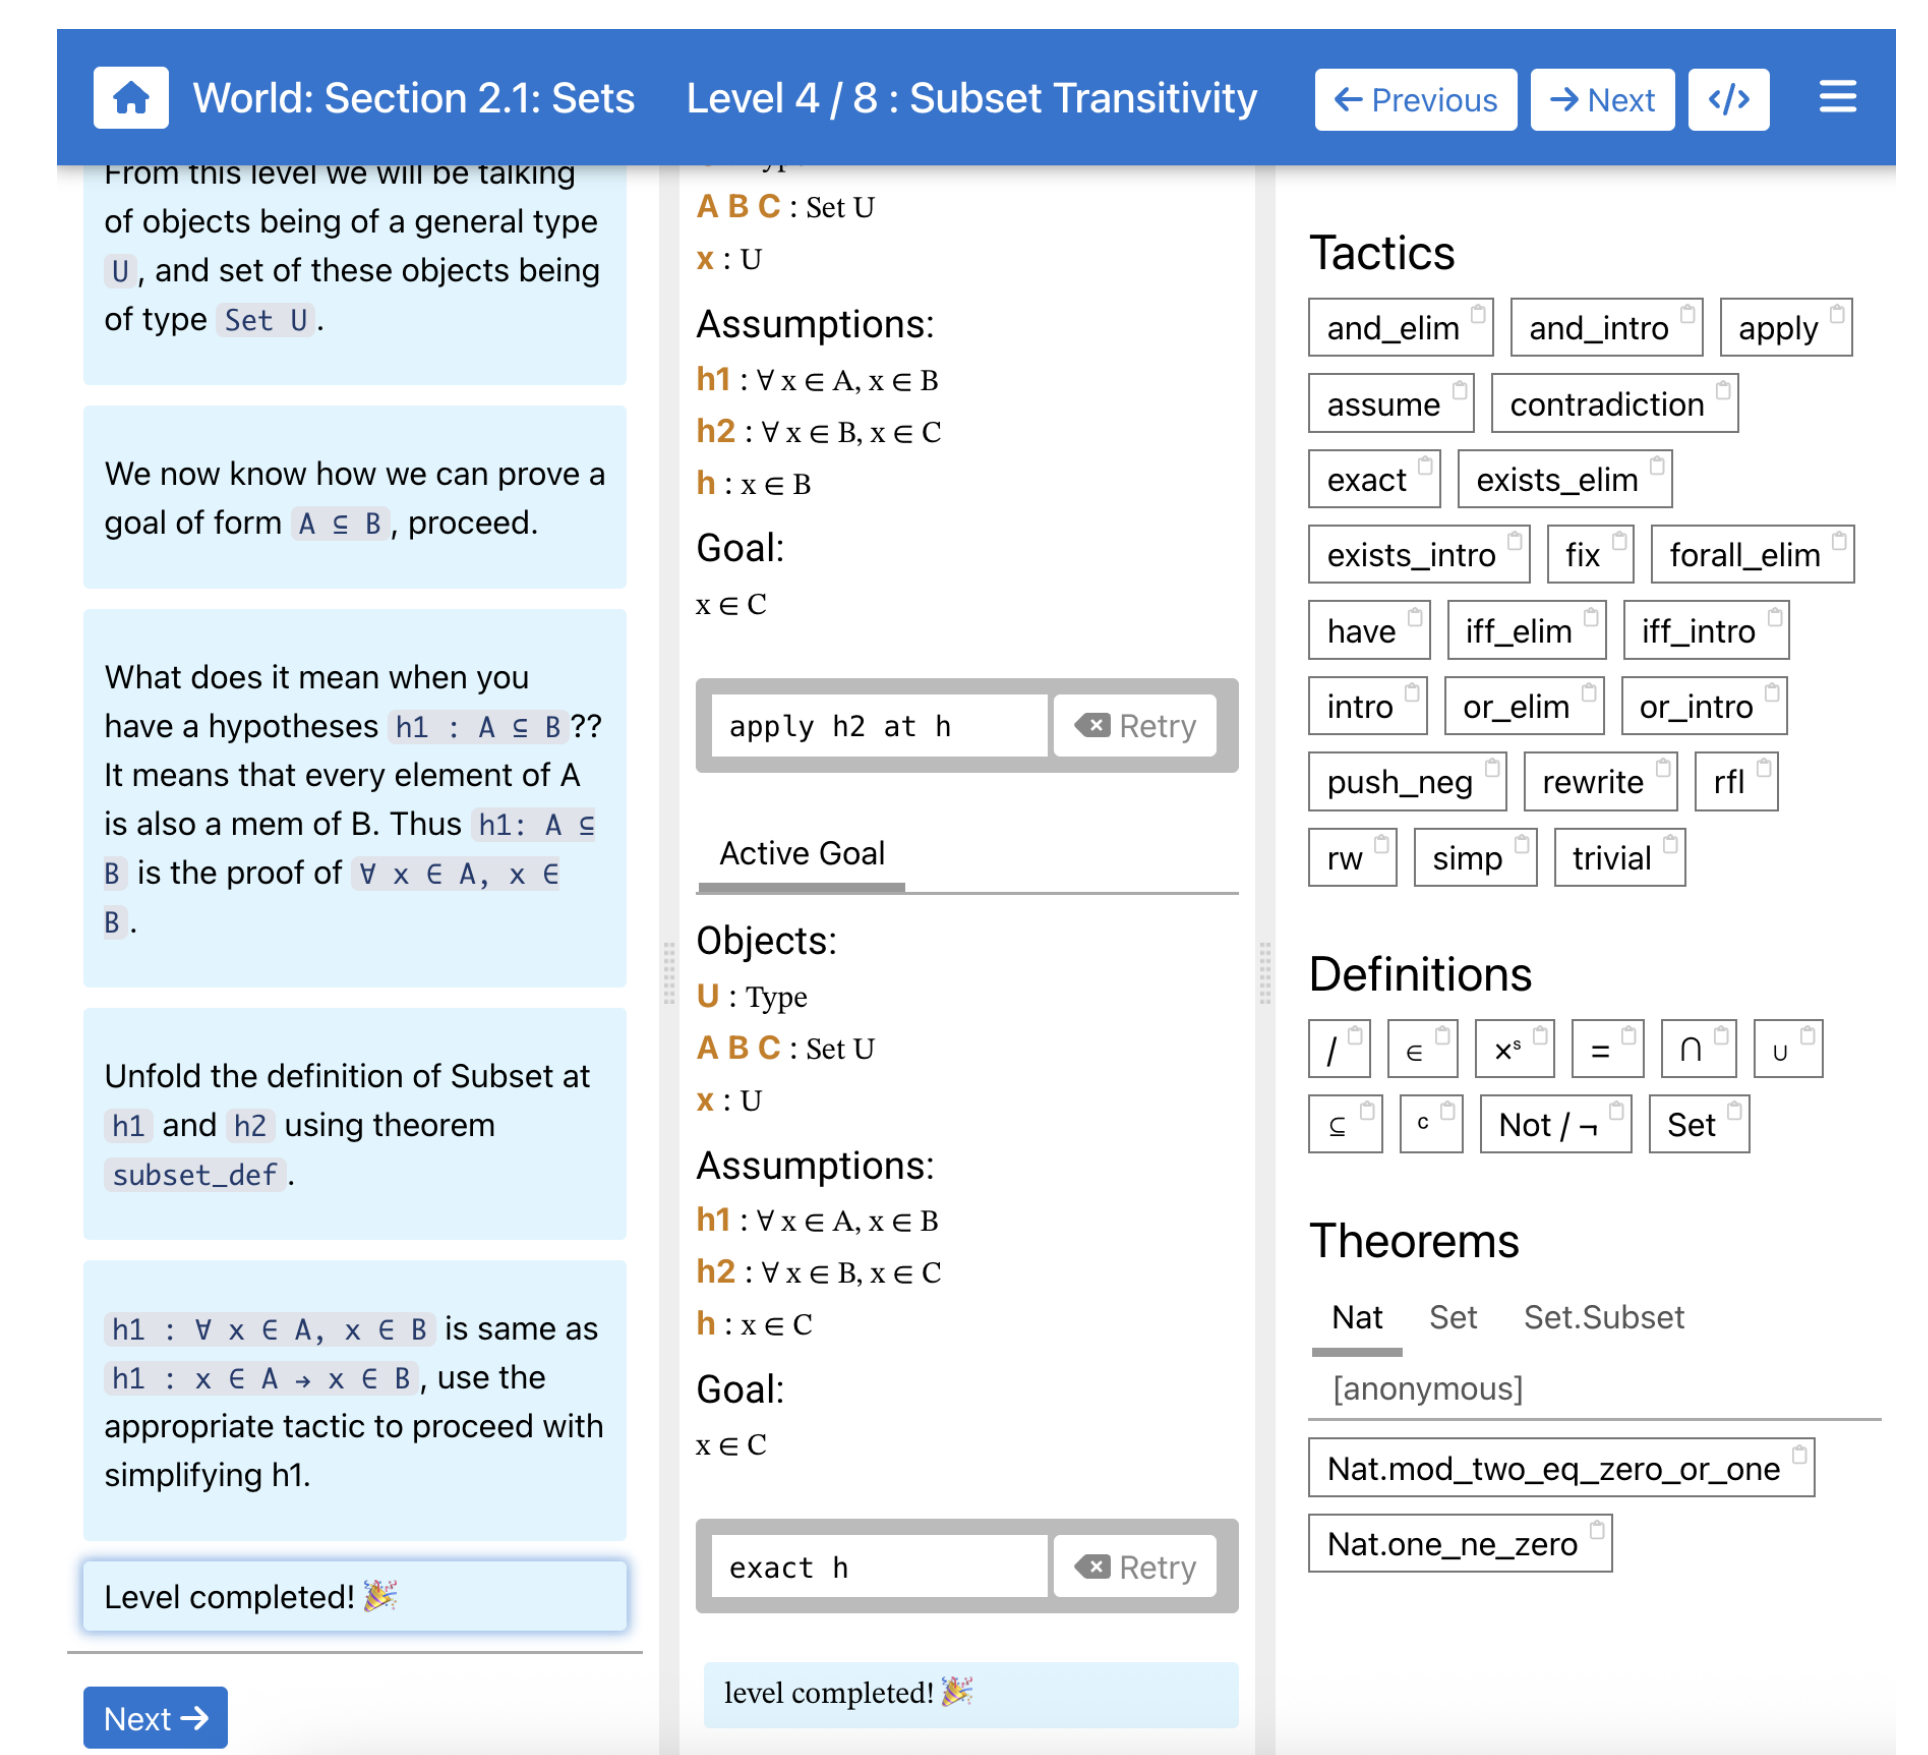 World: Section 2.1: Sets
Level 4 / 8 : Subset Transitivity
← Previous
→ Next
</>
From this level we will be talking
of objects being of a general type
U, and set of these objects being
of type Set U.
We now know how we can prove a
goal of form A ⊆ B, proceed.
What does it mean when you
have a hypotheses h1 : A ⊆ B??
It means that every element of A
is also a mem of B. Thus h1: A ⊆
B is the proof of ∀ x ∈ A, x ∈
B.
Unfold the definition of Subset at
h1 and h2 using theorem
subset_def.
h1 : ∀ x ∈ A, x ∈ B is same as
h1 : x ∈ A → x ∈ B, use the
appropriate tactic to proceed with
simplifying h1.
Level completed! 🎉
Next →
A B C : Set U
x : U
Assumptions:
h1 : ∀ x ∈ A, x ∈ B
h2 : ∀ x ∈ B, x ∈ C
h : x ∈ B
Goal:
x ∈ C
apply h2 at h
Retry
Active Goal
Objects:
U : Type
A B C : Set U
x : U
Assumptions:
h1 : ∀ x ∈ A, x ∈ B
h2 : ∀ x ∈ B, x ∈ C
h : x ∈ C
Goal:
x ∈ C
exact h
Retry
level completed! 🎉
Tactics
and_elim and_intro apply
assume contradiction
exact exists_elim
exists_intro fix forall_elim
have iff_elim iff_intro
intro or_elim or_intro
push_neg rewrite rfl
rw simp trivial
Definitions
/ ∈ ×ˢ = ∩ ∪
⊆ ᶜ Not / ¬ Set
Theorems
Nat Set Set.Subset
[anonymous]
Nat.mod_two_eq_zero_or_one
Nat.one_ne_zero